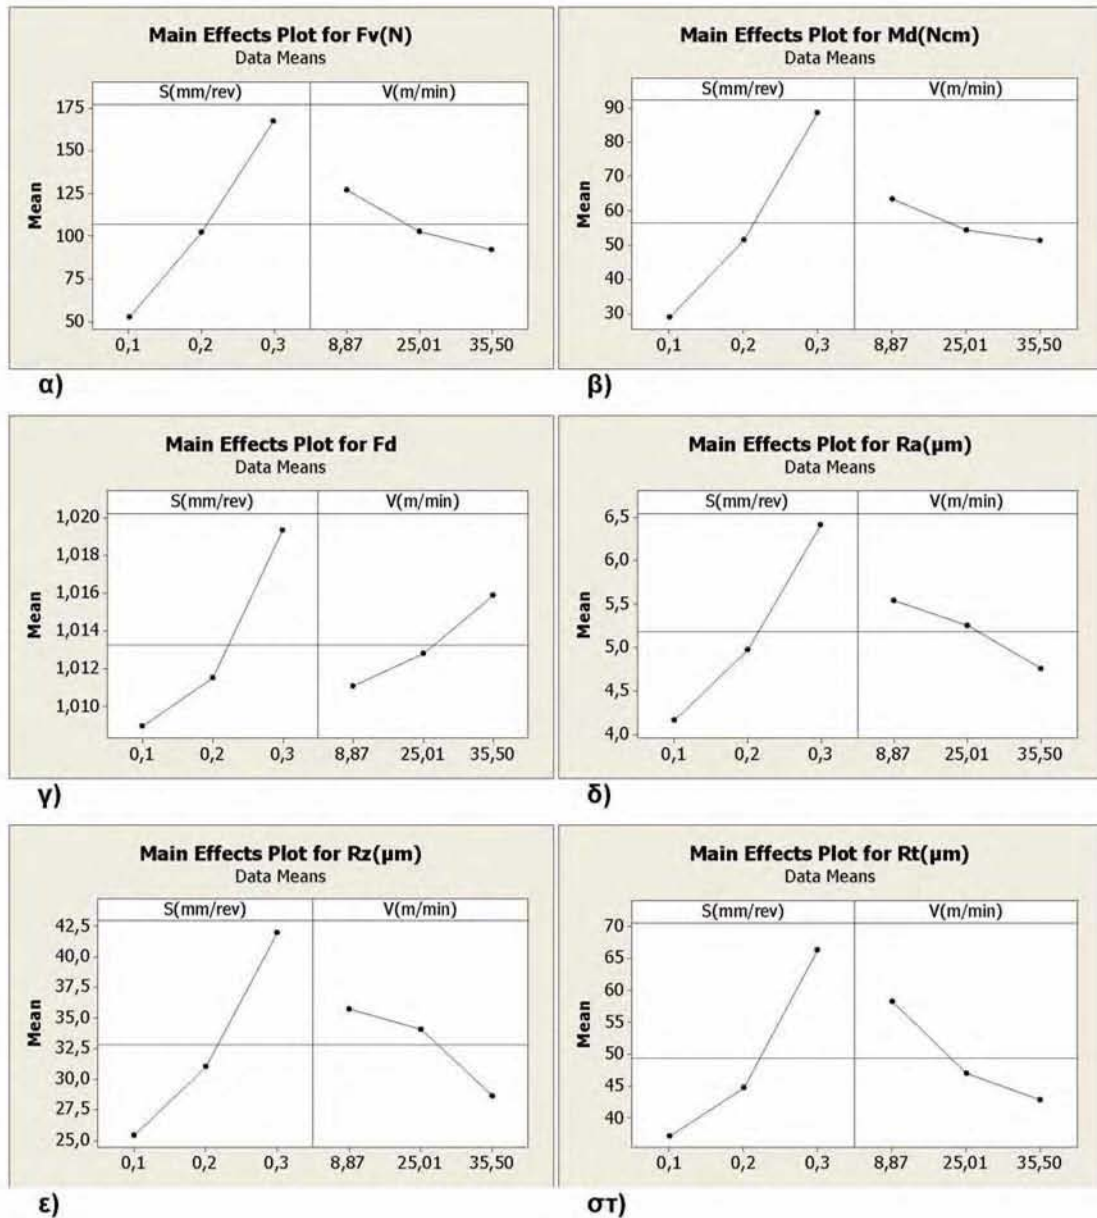 Main Effects Plot for Fv(N)
Data Means
S(mm/rev) V(m/min)
175
150
125
100
75
50
Mean
0,1 0,2 0,3 8,87 25,01 35,50
α)
Main Effects Plot for Md(Ncm)
Data Means
S(mm/rev) V(m/min)
90
80
70
60
50
40
30
Mean
0,1 0,2 0,3 8,87 25,01 35,50
β)
Main Effects Plot for Fd
Data Means
S(mm/rev) V(m/min)
1,020
1,018
1,016
1,014
1,012
1,010
Mean
0,1 0,2 0,3 8,87 25,01 35,50
γ)
Main Effects Plot for Ra(µm)
Data Means
S(mm/rev) V(m/min)
6,5
6,0
5,5
5,0
4,5
4,0
Mean
0,1 0,2 0,3 8,87 25,01 35,50
δ)
Main Effects Plot for Rz(µm)
Data Means
S(mm/rev) V(m/min)
42,5
40,0
37,5
35,0
32,5
30,0
27,5
25,0
Mean
0,1 0,2 0,3 8,87 25,01 35,50
ε)
Main Effects Plot for Rt(µm)
Data Means
S(mm/rev) V(m/min)
70
65
60
55
50
45
40
Mean
0,1 0,2 0,3 8,87 25,01 35,50
στ)